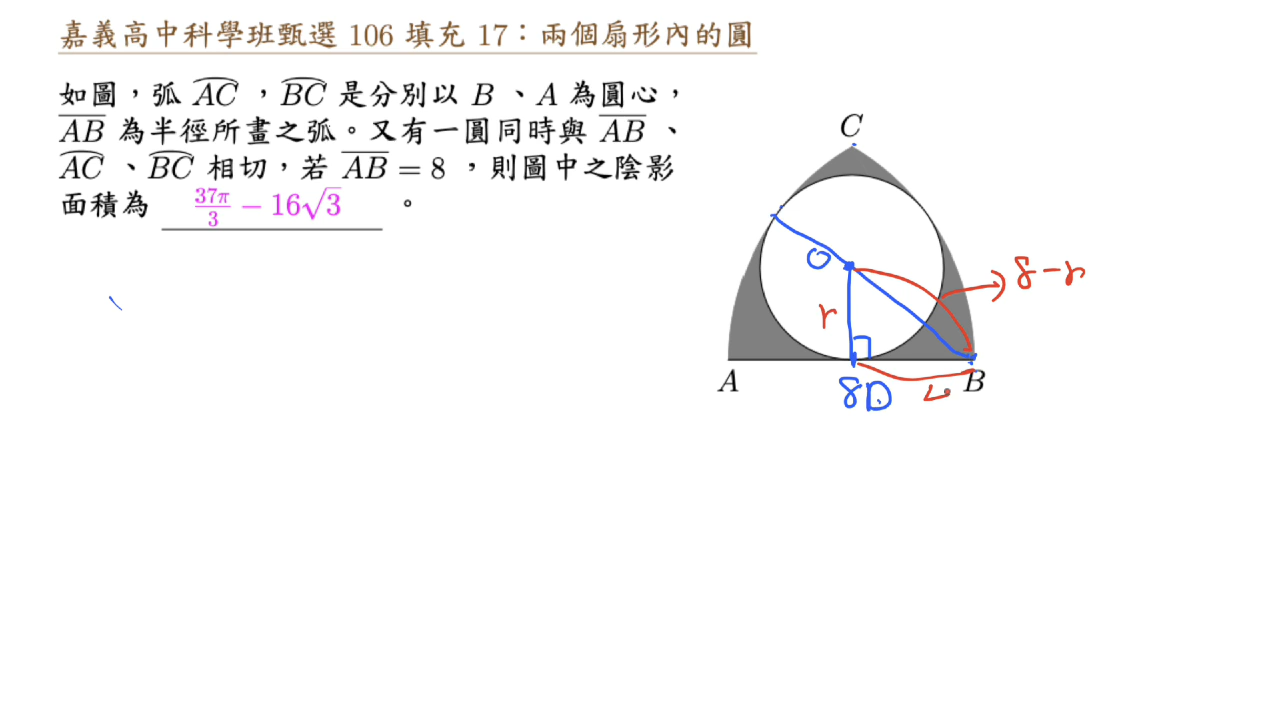 嘉義高中科學班甄選 106 填充 17：兩個扇形內的圓
如圖，弧 AC ，BC 是分別以 B 、A 為圓心，
AB 為半徑所畫之弧。又有一圓同時與 AB 、
AC 、BC 相切，若 AB = 8 ，則圖中之陰影
面積為 37π/3 − 16√3 。
C
O
8-r
r
A
B
8D
4